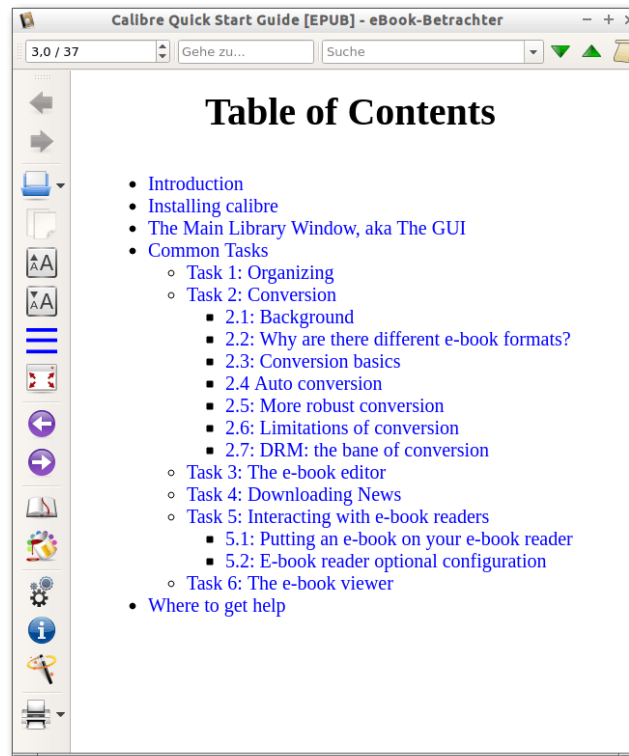 Calibre Quick Start Guide [EPUB] - eBook-Betrachter
3,0 / 37 Gehe zu... Suche
Table of Contents
Introduction
Installing calibre
The Main Library Window, aka The GUI
Common Tasks
Task 1: Organizing
Task 2: Conversion
2.1: Background
2.2: Why are there different e-book formats?
2.3: Conversion basics
2.4 Auto conversion
2.5: More robust conversion
2.6: Limitations of conversion
2.7: DRM: the bane of conversion
Task 3: The e-book editor
Task 4: Downloading News
Task 5: Interacting with e-book readers
5.1: Putting an e-book on your e-book reader
5.2: E-book reader optional configuration
Task 6: The e-book viewer
Where to get help